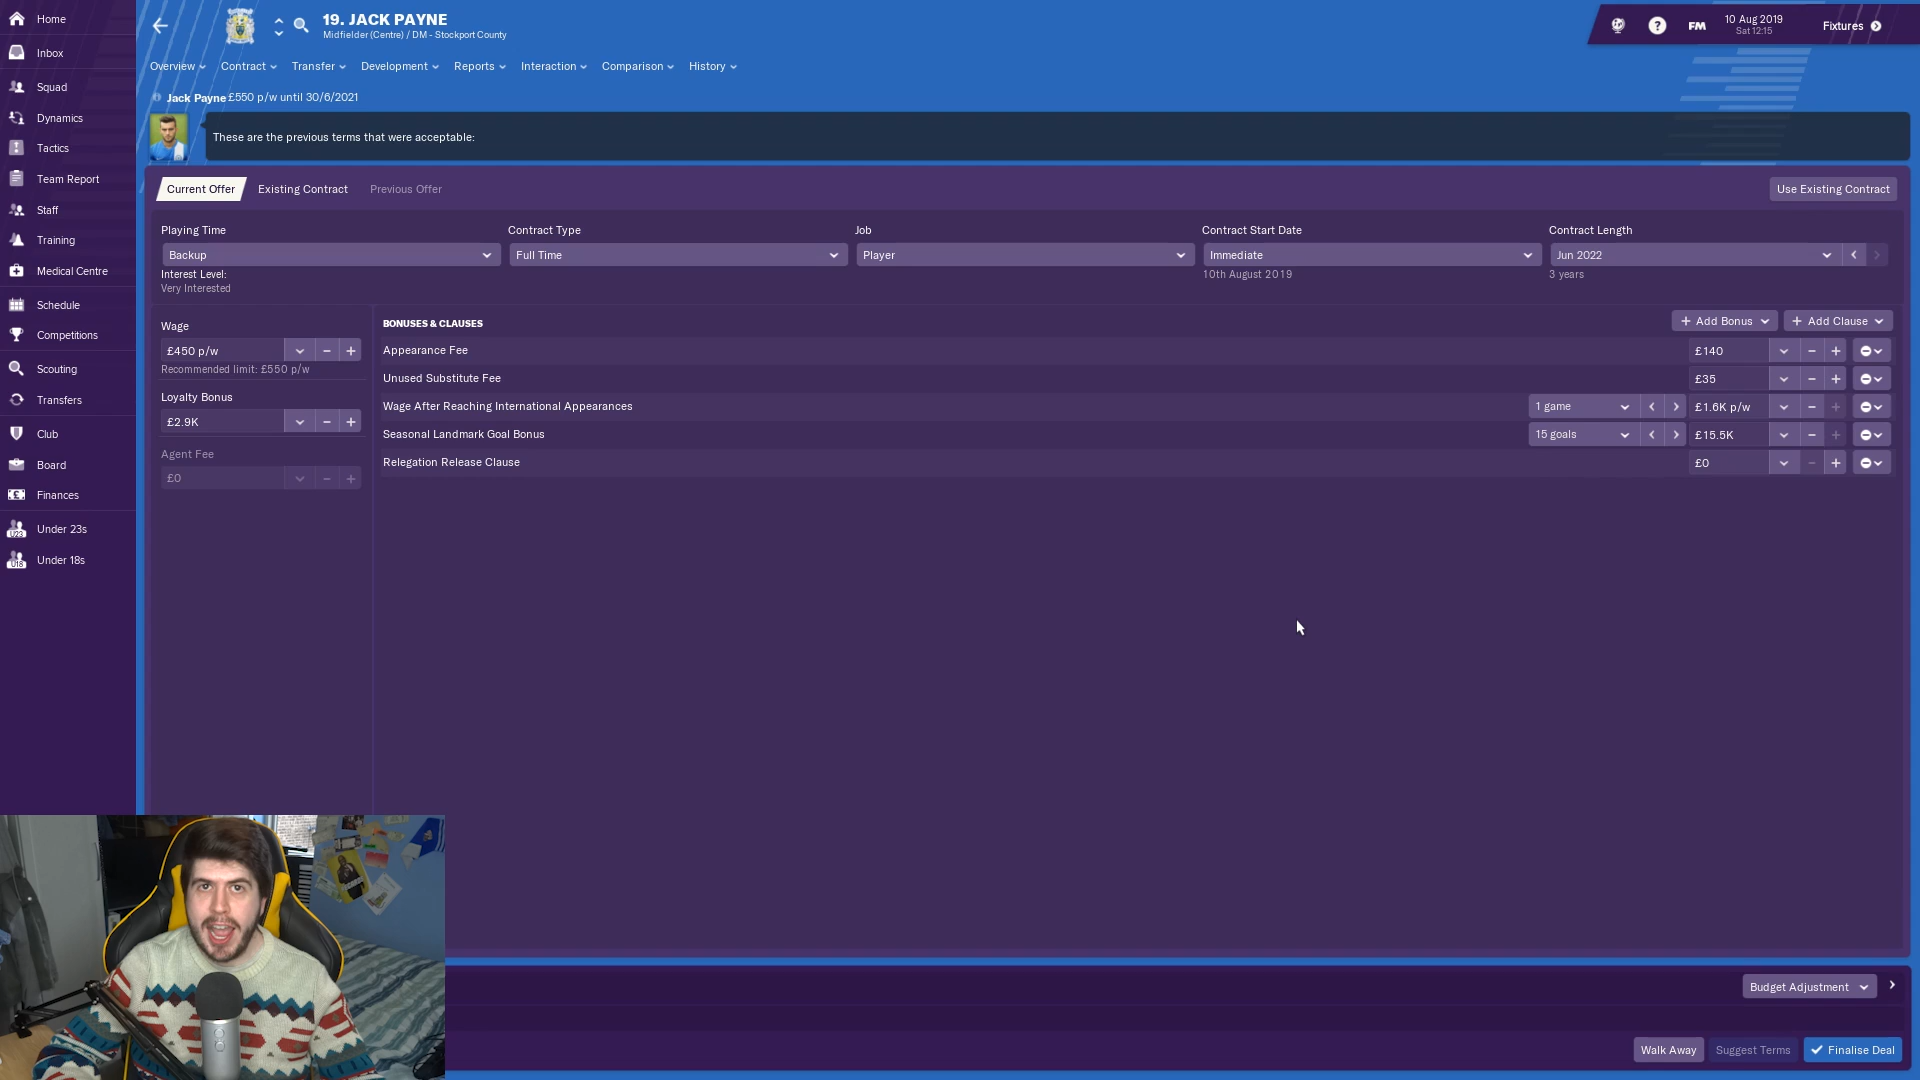 Home
Inbox
Squad
Dynamics
Tactics
Team Report
Staff
Training
Medical Centre
Schedule
Competitions
Scouting
Transfers
Club
Board
Finances
U23
Under 23s
U18
Under 18s
19. JACK PAYNE
Midfielder (Centre) / DM - Stockport County
FM
10 Aug 2019
Sat 12:15
Fixtures
Overview
Contract
Transfer
Development
Reports
Interaction
Comparison
History
Jack Payne £550 p/w until 30/6/2021
These are the previous terms that were acceptable:
Current Offer
Existing Contract
Previous Offer
Use Existing Contract
Playing Time
Backup
Interest Level:
Very Interested
Contract Type
Full Time
Job
Player
Contract Start Date
Immediate
10th August 2019
Contract Length
Jun 2022
3 years
Wage
£450 p/w
Recommended limit: £550 p/w
Loyalty Bonus
£2.9K
Agent Fee
£0
BONUSES & CLAUSES
+ Add Bonus
+ Add Clause
Appearance Fee £140
Unused Substitute Fee £35
Wage After Reaching International Appearances 1 game £1.6K p/w
Seasonal Landmark Goal Bonus 15 goals £15.5K
Relegation Release Clause £0
Budget Adjustment
Walk Away
Suggest Terms
Finalise Deal